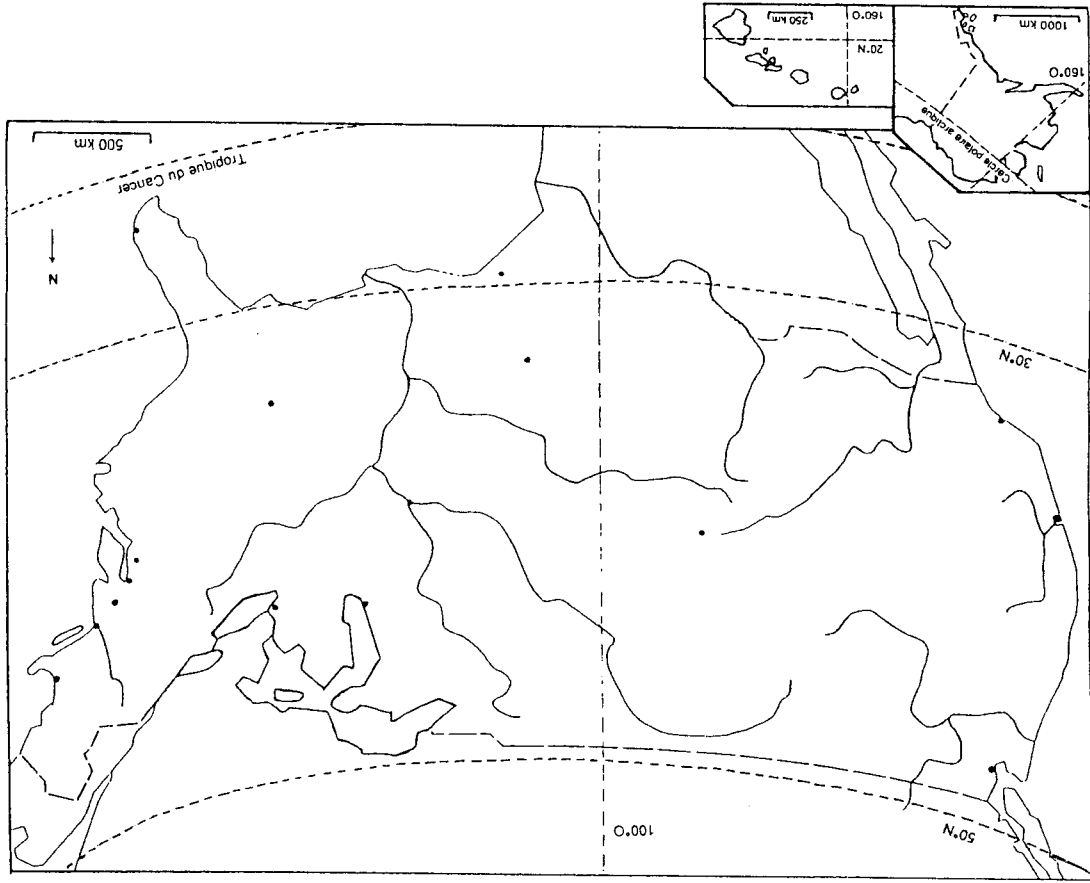 50°N
100°O
30°N
N
Tropique du Cancer
500 km
Cercle polaire arctique
160°O
1000 km
20°N
160°O
250 km